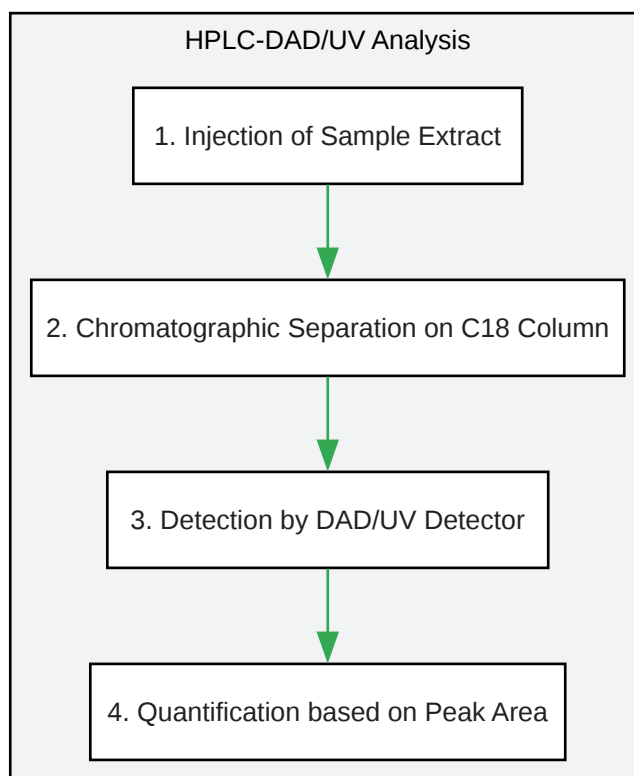 HPLC-DAD/UV Analysis
1. Injection of Sample Extract
2. Chromatographic Separation on C18 Column
3. Detection by DAD/UV Detector
4. Quantification based on Peak Area